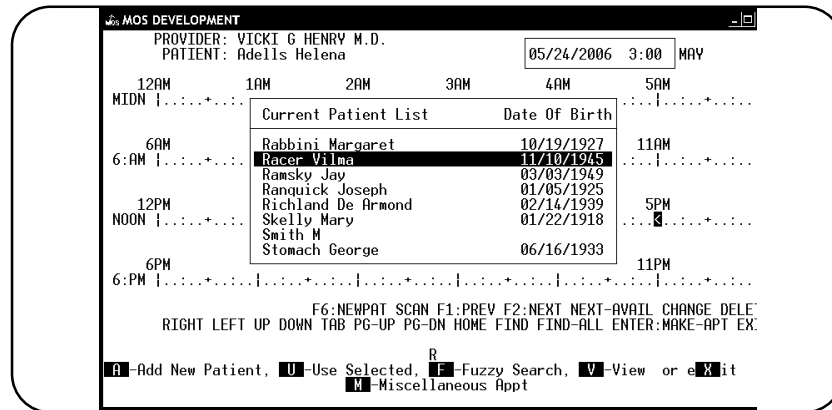 MOS DEVELOPMENT
PROVIDER: VICKI G HENRY M.D.
PATIENT: Adells Helena
05/24/2006 3:00 MAY
12AM 1AM 2AM 3AM 4AM 5AM
MIDN |..:..+..:. .:..|..:..+..:..
Current Patient List Date Of Birth
Rabbini Margaret 10/19/1927
6AM 11AM
6:AM |..:..+..:. Racer Vilma 11/10/1945 .:..|..:..+..:..
Ramsky Jay 03/03/1949
Ranquick Joseph 01/05/1925
12PM Richland De Armond 02/14/1939 5PM
NOON |..:..+..:. Skelly Mary 01/22/1918 .:..<..:..+..:..
Smith M
Stomach George 06/16/1933
6PM 11PM
6:PM |..:..+..:..|..:..+..:..|..:..+..:..|..:..+..:..|..:..+..:..|..:..+..:..
F6:NEWPAT SCAN F1:PREV F2:NEXT NEXT-AVAIL CHANGE DELE
RIGHT LEFT UP DOWN TAB PG-UP PG-DN HOME FIND FIND-ALL ENTER:MAKE-APT EX
R
A-Add New Patient, U-Use Selected, F-Fuzzy Search, V-View or eXit
M-Miscellaneous Appt